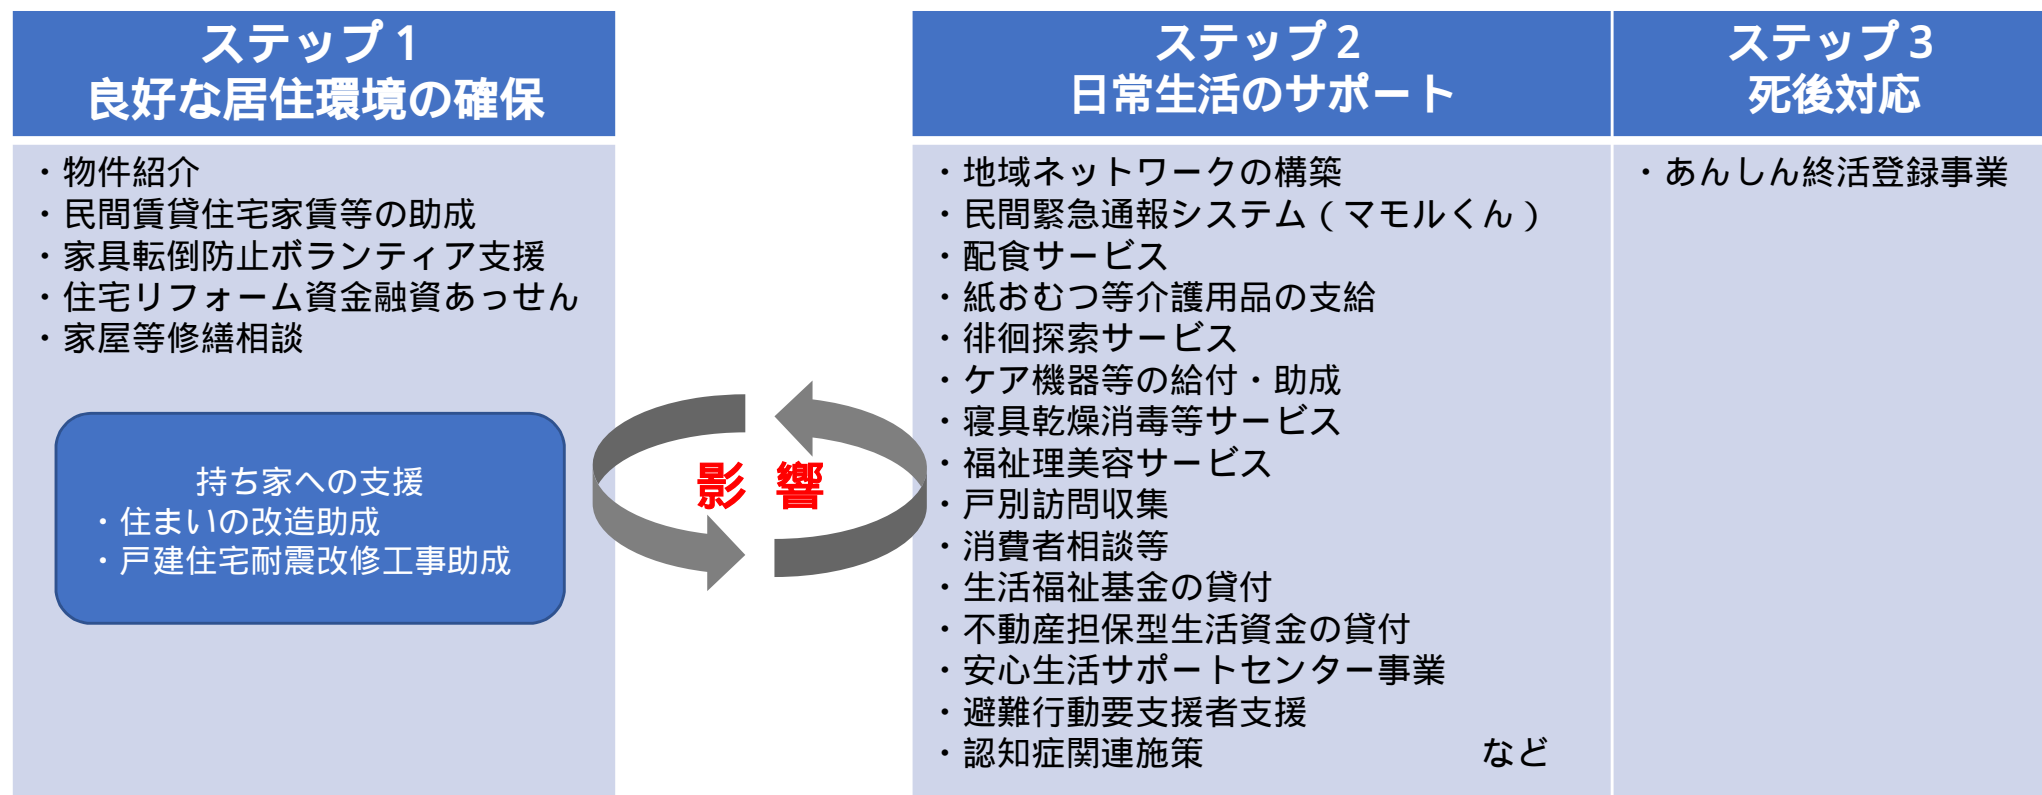 ステップ1
良好な居住環境の確保
・物件紹介
・民間賃貸住宅家賃等の助成
・家具転倒防止ボランティア支援
・住宅リフォーム資金融資あっせん
・家屋等修繕相談
持ち家への支援
・住まいの改造助成
・戸建住宅耐震改修工事助成
影 響
ステップ2
日常生活のサポート
・地域ネットワークの構築
・民間緊急通報システム(マモルくん)
・配食サービス
・紙おむつ等介護用品の支給
・徘徊探索サービス
・ケア機器等の給付・助成
・寝具乾燥消毒等サービス
・福祉理美容サービス
・戸別訪問収集
・消費者相談等
・生活福祉基金の貸付
・不動産担保型生活資金の貸付
・安心生活サポートセンター事業
・避難行動要支援者支援
・認知症関連施策 など
ステップ3
死後対応
・あんしん終活登録事業